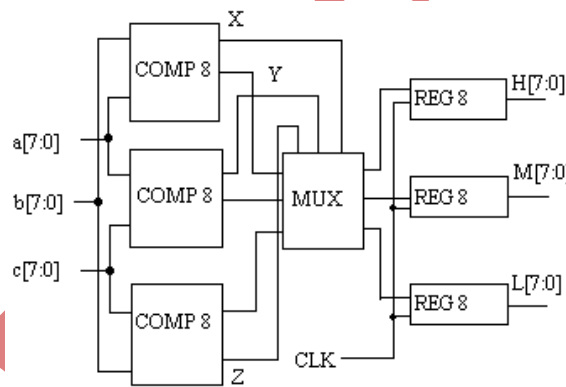 X
COMP 8
Y
H[7:0]
REG 8
a[7:0]
COMP 8
MUX
M[7:0]
REG 8
b[7:0]
c[7:0]
COMP 8
L[7:0]
REG 8
CLK
Z